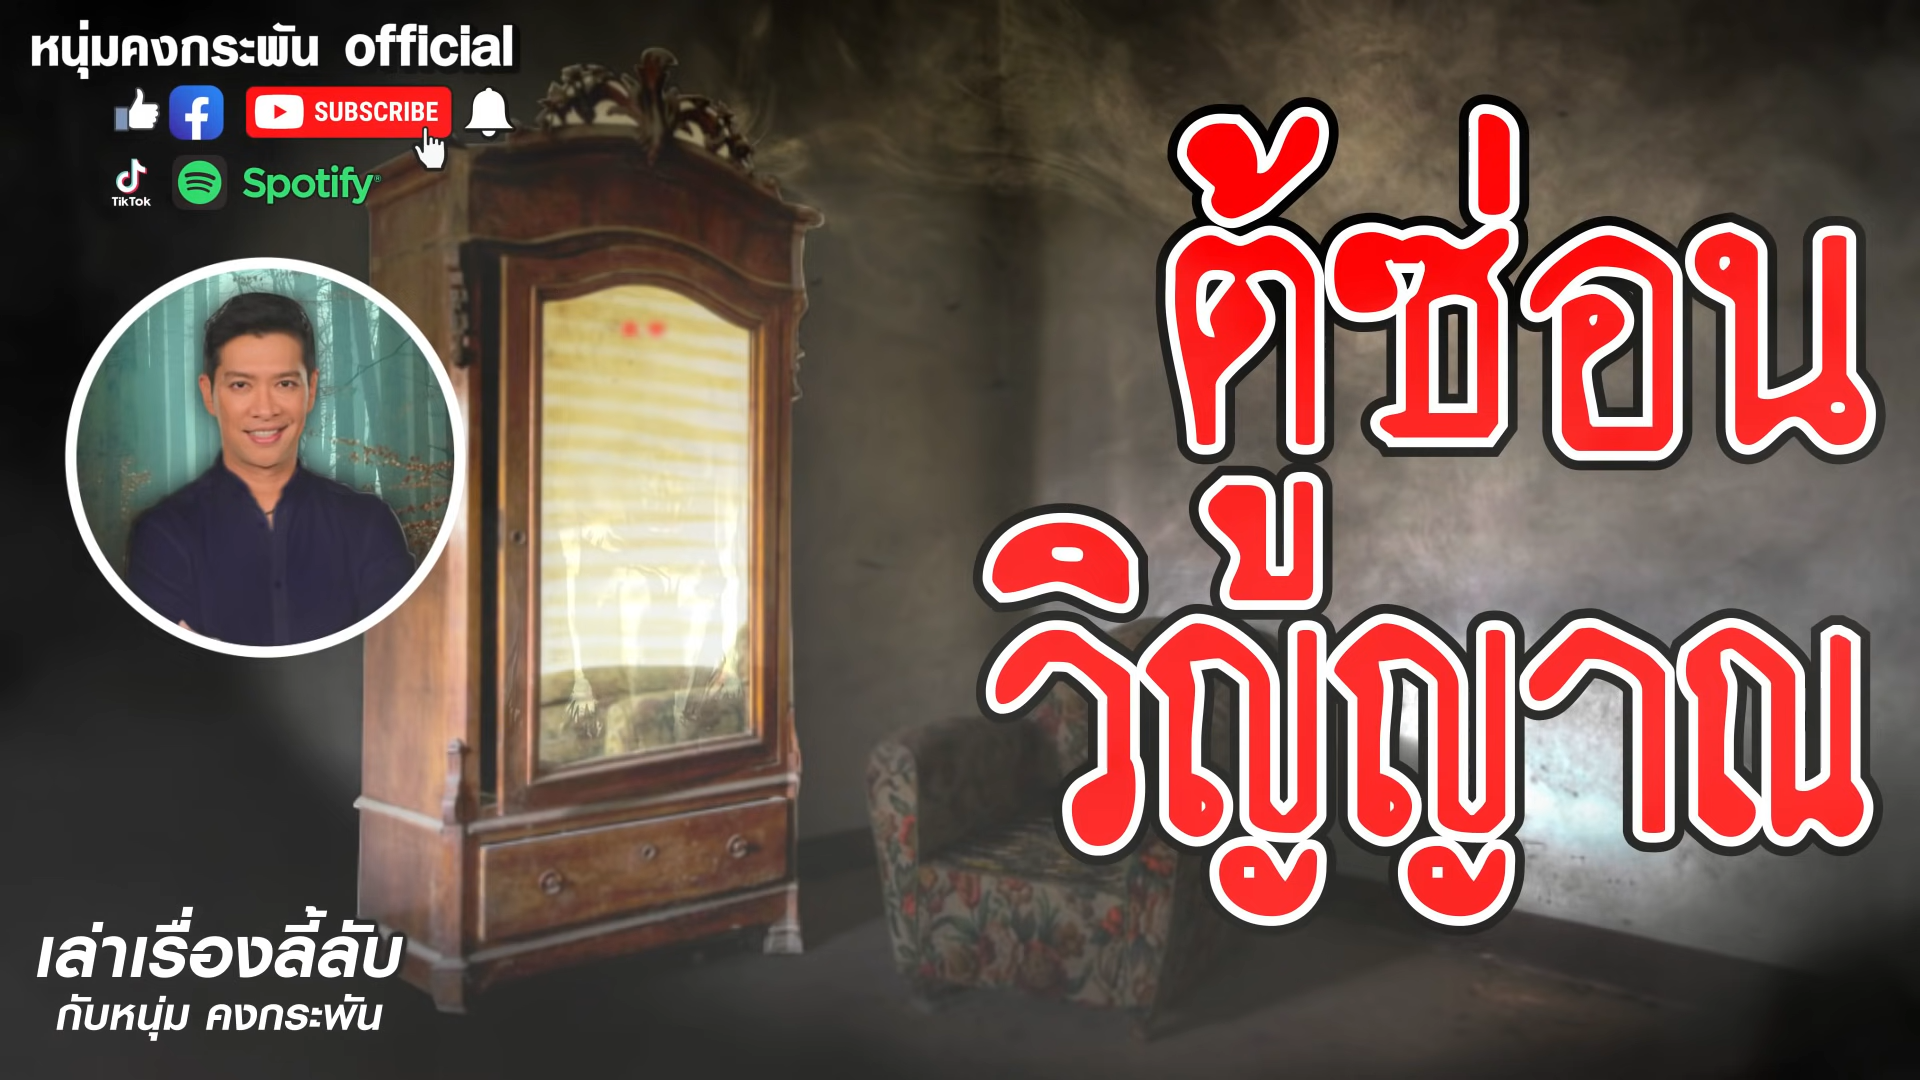 หนุ่มคงกระพัน official
SUBSCRIBE
TikTok
Spotify
ตู้ซ่อน
วิญญาณ
เล่าเรื่องลี้ลับ
กับหนุ่ม คงกระพัน